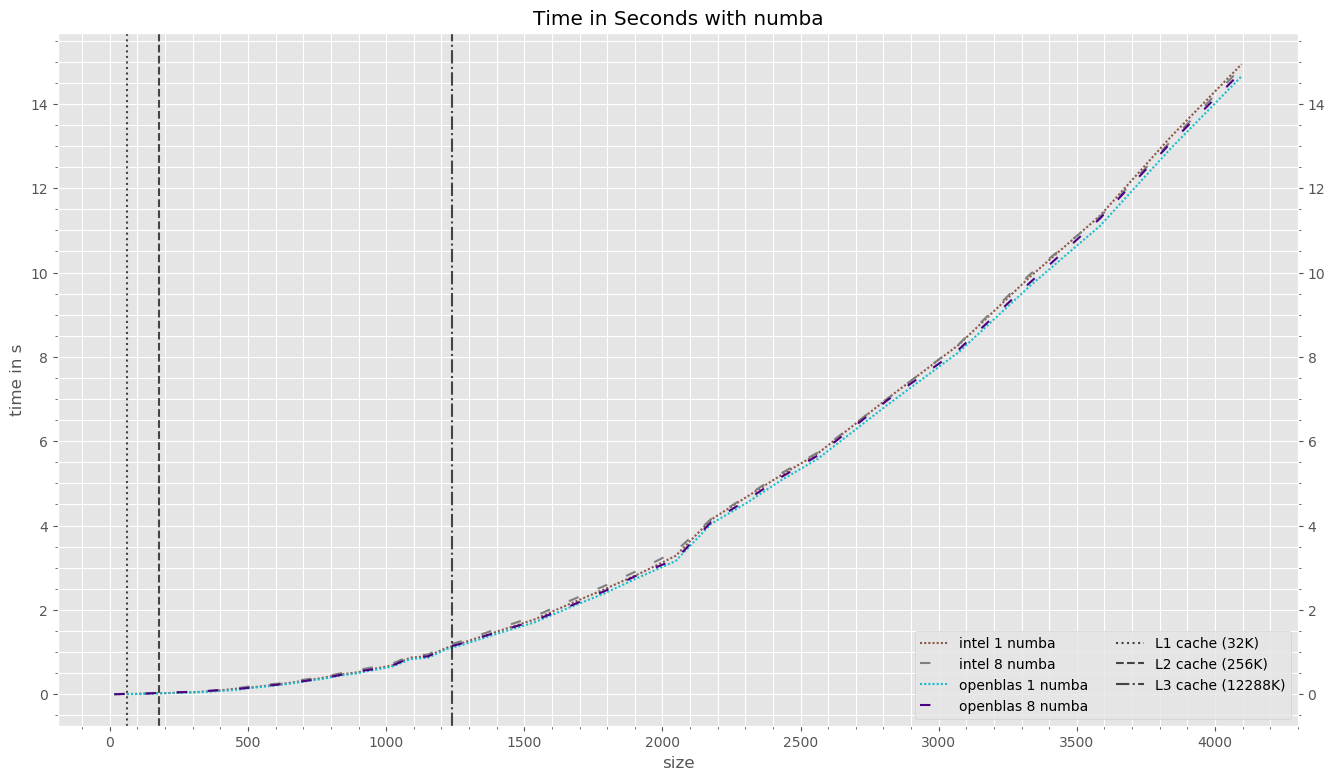 Time in Seconds with numba
14
12
10
8
6
4
2
0
time in s
14
12
10
8
6
4
2
0
intel 1 numba
intel 8 numba
openblas 1 numba
openblas 8 numba
L1 cache (32K)
L2 cache (256K)
L3 cache (12288K)
0 500 1000 1500 2000 2500 3000 3500 4000
size